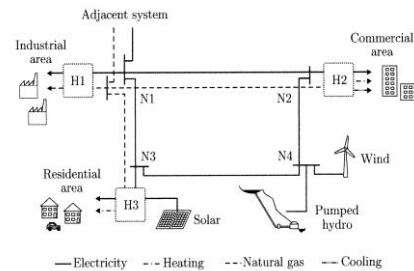 Adjacent system
Industrial
area
Commercial
area
H1
H2
N1
N2
N3
N4
Residential
area
Wind
H3
Solar
Pumped
hydro
Electricity
Heating
Natural gas
Cooling